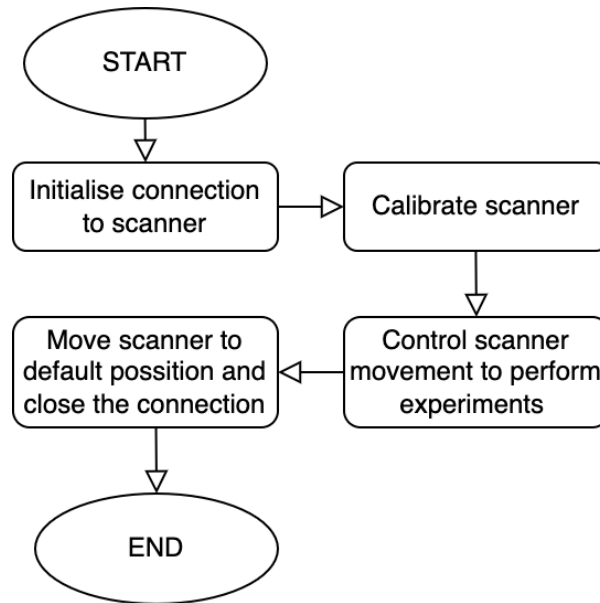 START
Initialise connection
to scanner
Calibrate scanner
Control scanner
movement to perform
experiments
Move scanner to
default possition and
close the connection
END